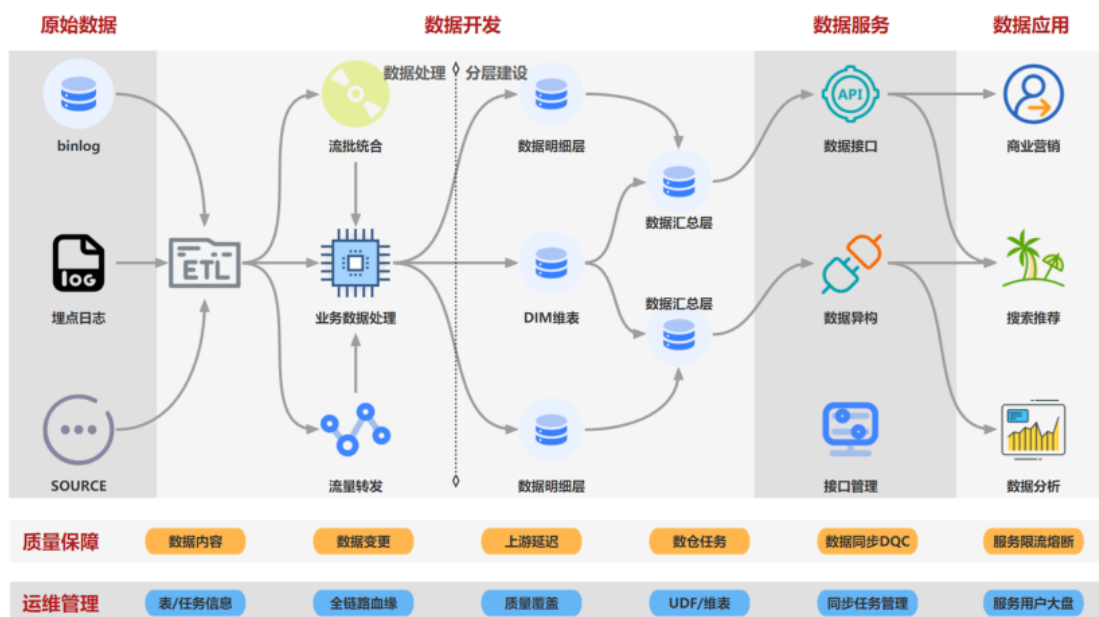 原始数据
数据开发
数据服务
数据应用
数据处理
分层建设
API
binlog
流批统合
数据明细层
数据接口
商业营销
数据汇总层
LOG
ETL
埋点日志
业务数据处理
DIM维表
数据汇总层
数据异构
搜索推荐
SOURCE
流量转发
数据明细层
接口管理
数据分析
质量保障
数据内容
数据变更
上游延迟
数仓任务
数据同步DQC
服务限流熔断
运维管理
表/任务信息
全链路血缘
质量覆盖
UDF/维表
同步任务管理
服务用户大盘